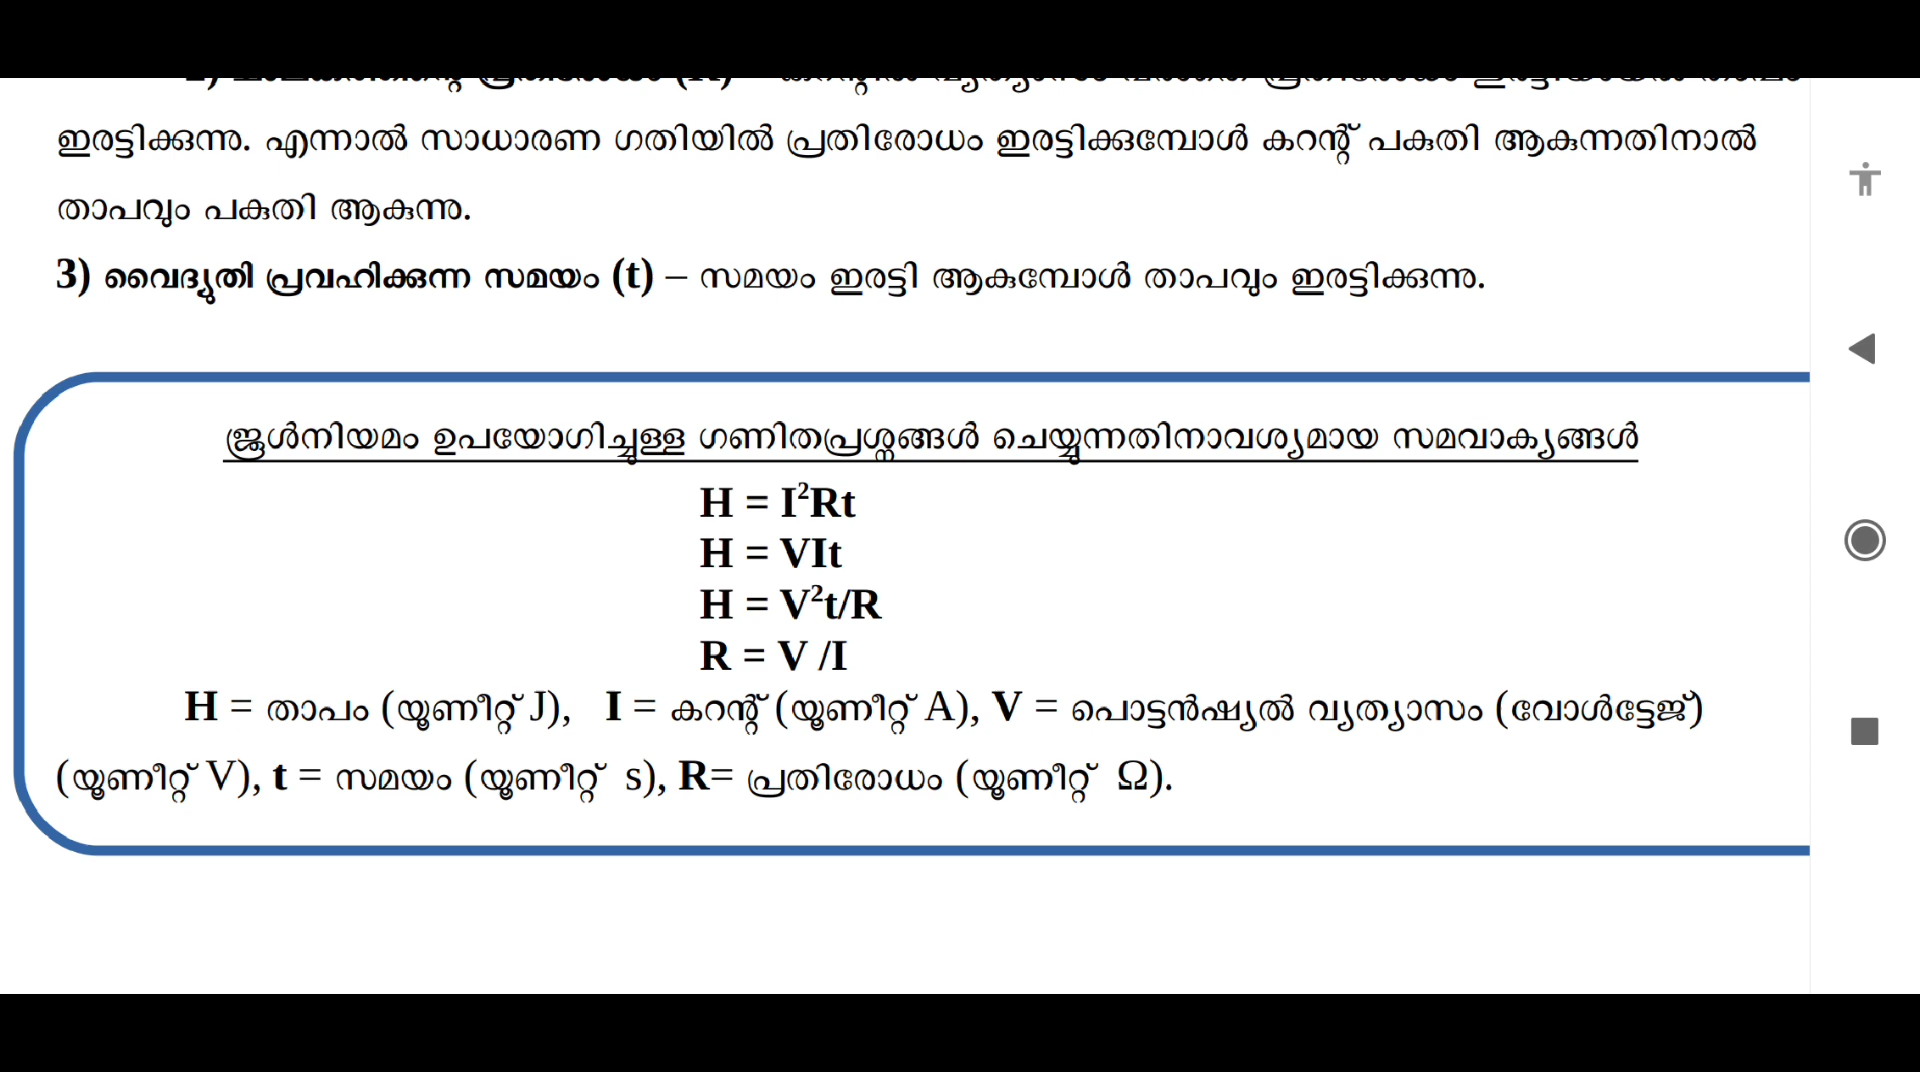 ഇരട്ടിക്കുന്നു. എന്നാൽ സാധാരണ ഗതിയിൽ പ്രതിരോധം ഇരട്ടിക്കുമ്പോൾ കറന്റ് പകുതി ആകുന്നതിനാൽ
താപവും പകുതി ആകുന്നു.
3) വൈദ്യുതി പ്രവഹിക്കുന്ന സമയം (t) – സമയം ഇരട്ടി ആകുമ്പോൾ താപവും ഇരട്ടിക്കുന്നു.
ജൂൾനിയമം ഉപയോഗിച്ചുള്ള ഗണിതപ്രശ്നങ്ങൾ ചെയ്യുന്നതിനാവശ്യമായ സമവാക്യങ്ങൾ
H = I²Rt
H = VIt
H = V²t/R
R = V /I
H = താപം (യൂണീറ്റ് J), I = കറന്റ് (യൂണീറ്റ് A), V = പൊട്ടൻഷ്യൽ വ്യത്യാസം (വോൾട്ടേജ്)
(യൂണീറ്റ് V), t = സമയം (യൂണീറ്റ് s), R= പ്രതിരോധം (യൂണീറ്റ് Ω).